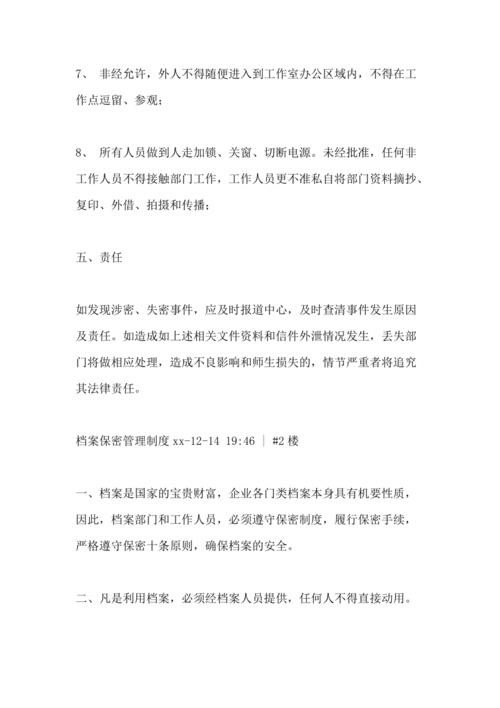 7、 非经允许，外人不得随便进入到工作室办公区域内，不得在工
作点逗留、参观；
8、 所有人员做到人走加锁、关窗、切断电源。未经批准，任何非
工作人员不得接触部门工作，工作人员更不准私自将部门资料摘抄、
复印、外借、拍摄和传播；
五、责任
如发现涉密、失密事件，应及时报道中心，及时查清事件发生原因
及责任。如造成如上述相关文件资料和信件外泄情况发生，丢失部
门将做相应处理，造成不良影响和师生损失的，情节严重者将追究
其法律责任。
档案保密管理制度 xx-12-14 19:46 | #2 楼
一、档案是国家的宝贵财富，企业各门类档案本身具有机要性质，
因此，档案部门和工作人员，必须遵守保密制度，履行保密手续，
严格遵守保密十条原则，确保档案的安全。
二、凡是利用档案，必须经档案人员提供，任何人不得直接动用。